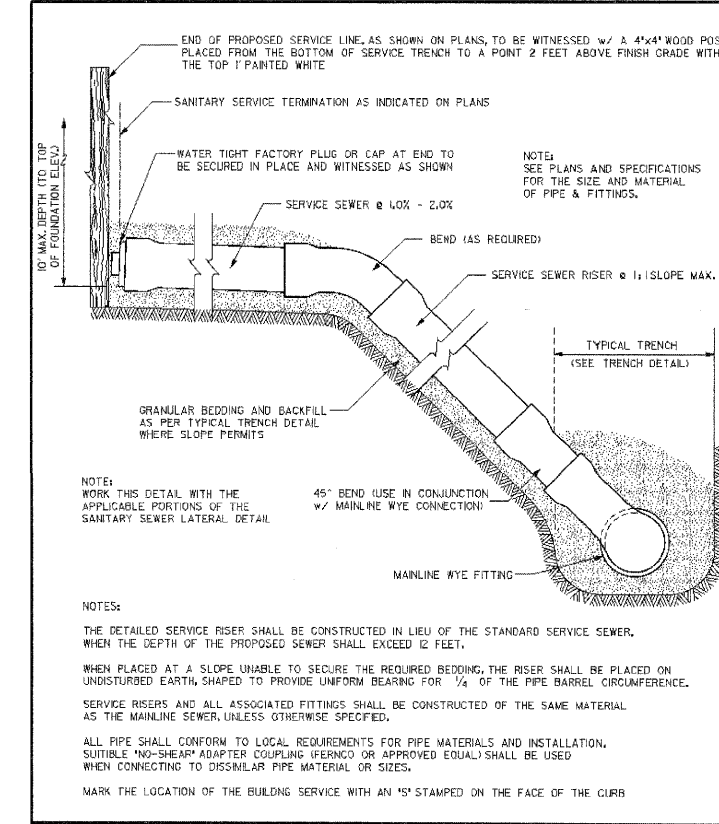 END OF PROPOSED SERVICE LINE, AS SHOWN ON PLANS, TO BE WITNESSED w/ A 4"x4" WOOD POS
PLACED FROM THE BOTTOM OF SERVICE TRENCH TO A POINT 2 FEET ABOVE FINISH GRADE WITH
THE TOP 1' PAINTED WHITE
SANITARY SERVICE TERMINATION AS INDICATED ON PLANS
WATER TIGHT FACTORY PLUG OR CAP AT END TO
BE SECURED IN PLACE AND WITNESSED AS SHOWN
NOTE:
SEE PLANS AND SPECIFICATIONS
FOR THE SIZE AND MATERIAL
OF PIPE & FITTINGS.
10' MAX. DEPTH (TO TOP
OF FOUNDATION ELEV.)
SERVICE SEWER @ 1.0% - 2.0%
BEND (AS REQUIRED)
SERVICE SEWER RISER @ 1:1 SLOPE MAX.
TYPICAL TRENCH
(SEE TRENCH DETAIL)
GRANULAR BEDDING AND BACKFILL
AS PER TYPICAL TRENCH DETAIL
WHERE SLOPE PERMITS
NOTE:
WORK THIS DETAIL WITH THE
APPLICABLE PORTIONS OF THE
SANITARY SEWER LATERAL DETAIL
45° BEND (USE IN CONJUNCTION
w/ MAINLINE WYE CONNECTION)
MAINLINE WYE FITTING
NOTES:
THE DETAILED SERVICE RISER SHALL BE CONSTRUCTED IN LIEU OF THE STANDARD SERVICE SEWER,
WHEN THE DEPTH OF THE PROPOSED SEWER SHALL EXCEED 12 FEET.
WHEN PLACED AT A SLOPE UNABLE TO SECURE THE REQUIRED BEDDING, THE RISER SHALL BE PLACED ON
UNDISTURBED EARTH, SHAPED TO PROVIDE UNIFORM BEARING FOR 1/4 OF THE PIPE BARREL CIRCUMFERENCE.
SERVICE RISERS AND ALL ASSOCIATED FITTINGS SHALL BE CONSTRUCTED OF THE SAME MATERIAL
AS THE MAINLINE SEWER, UNLESS OTHERWISE SPECIFIED.
ALL PIPE SHALL CONFORM TO LOCAL REQUIREMENTS FOR PIPE MATERIALS AND INSTALLATION.
SUITIBLE "NO-SHEAR" ADAPTER COUPLING (FERNCO OR APPROVED EQUAL) SHALL BE USED
WHEN CONNECTING TO DISSIMILAR PIPE MATERIAL OR SIZES.
MARK THE LOCATION OF THE BUILDNG SERVICE WITH AN "S" STAMPED ON THE FACE OF THE CURB